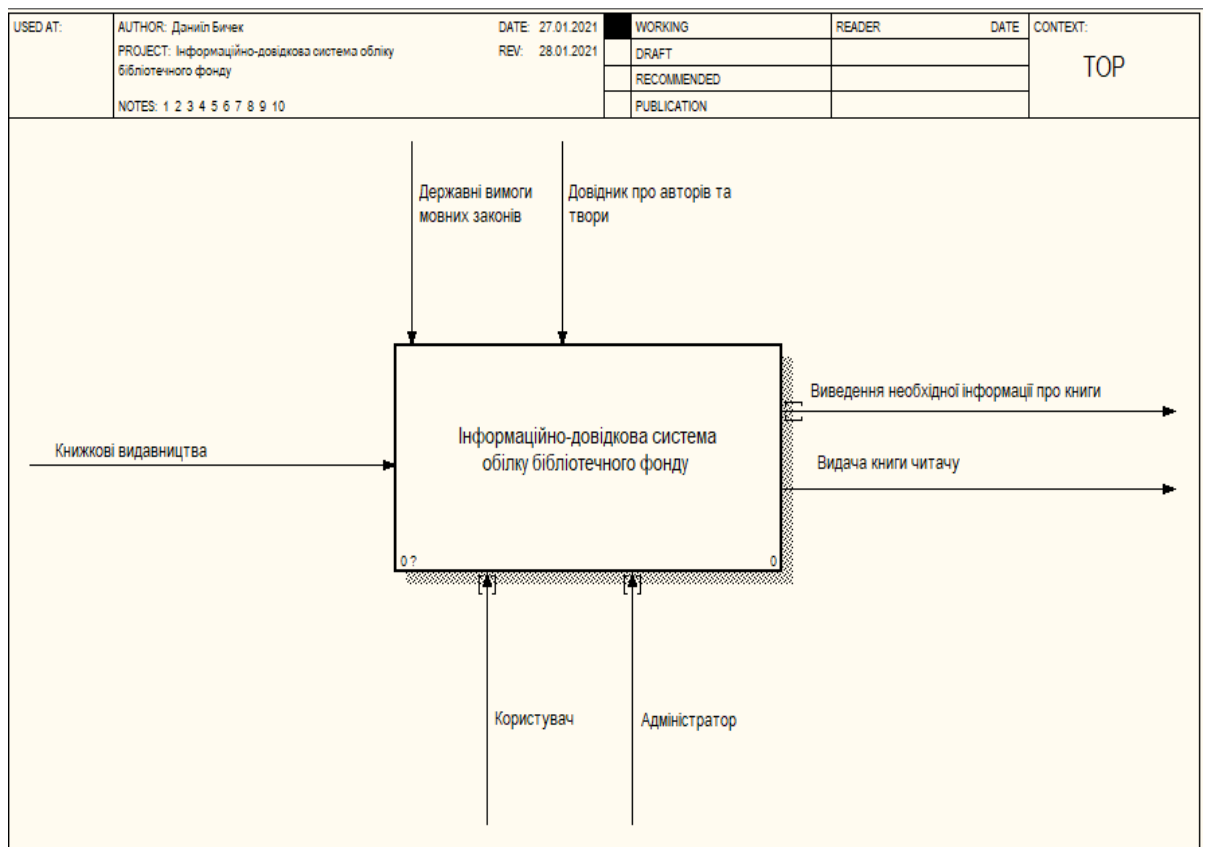 USED AT:
AUTHOR: Даниїл Бичек
DATE: 27.01.2021
PROJECT: Інформаційно-довідкова система обліку
бібліотечного фонду
REV: 28.01.2021
NOTES: 1 2 3 4 5 6 7 8 9 10
WORKING
DRAFT
RECOMMENDED
PUBLICATION
READER
DATE
CONTEXT:
TOP
Державні вимоги
мовних законів
Довідник про авторів та
твори
Книжкові видавництва
Інформаційно-довідкова система
обілку бібліотечного фонду
0 ?
0
Виведення необхідної інформації про книги
Видача книги читачу
Користувач
Адміністратор